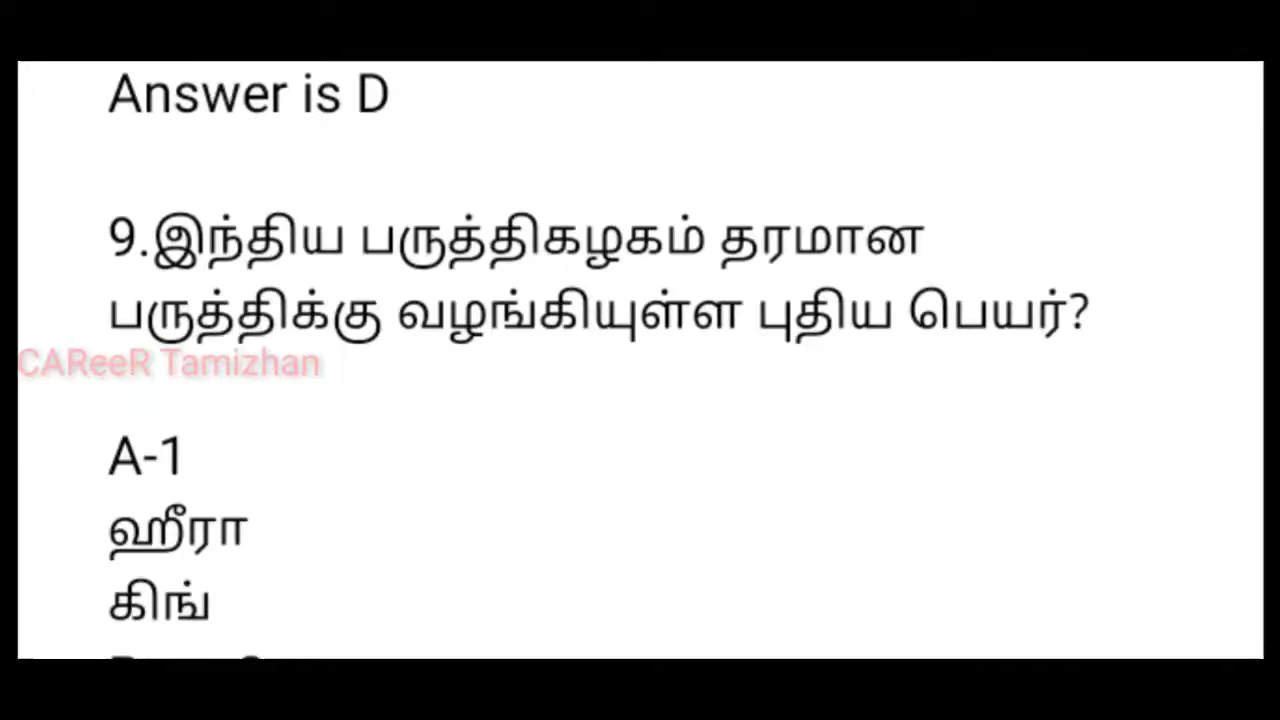 Answer is D
9.இந்திய பருத்திகழகம் தரமான
பருத்திக்கு வழங்கியுள்ள புதிய பெயர்?
CAReeR Tamizhan
A-1
ஹீரா
கிங்